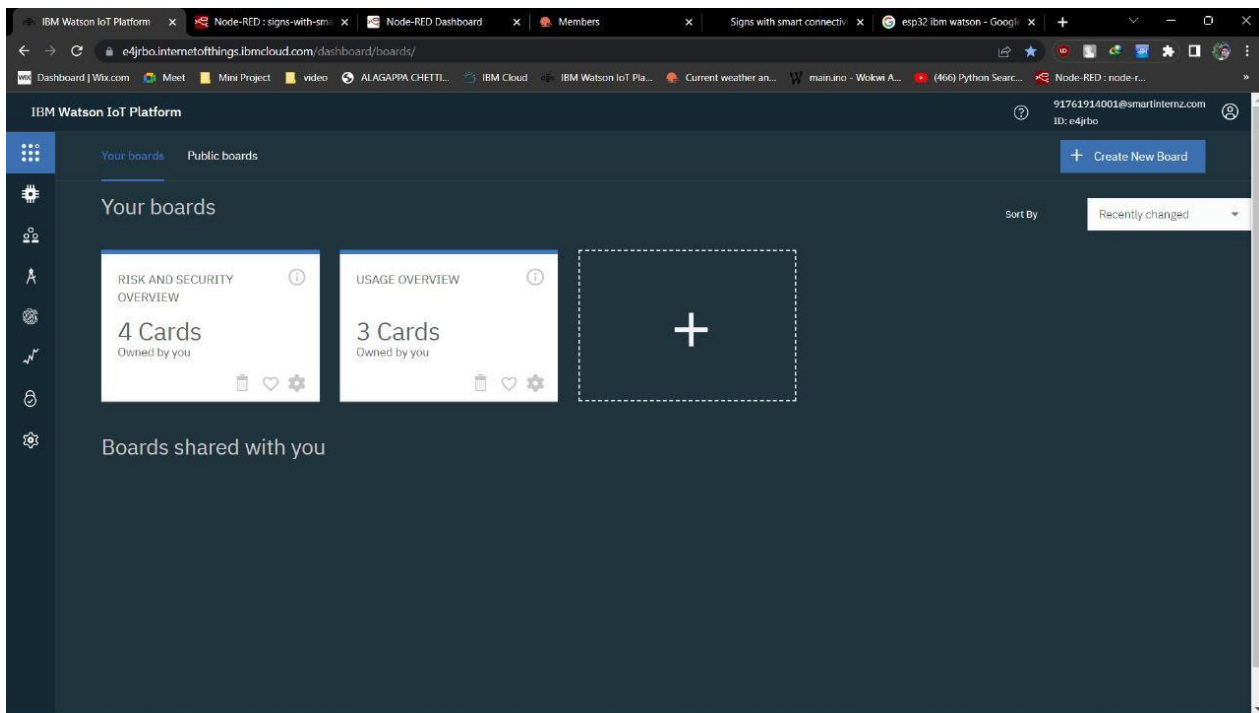 IBM Watson IoT Platform
Node-RED : signs-with-sma
Node-RED Dashboard
Members
Signs with smart connectivi
esp32 ibm watson - Googl
e4jrbo.internetofthings.ibmcloud.com/dashboard/boards/
Dashboard | Wix.com
Meet
Mini Project
video
ALAGAPPA CHETTI...
IBM Cloud
IBM Watson IoT Pla...
Current weather an...
main.ino - Wokwi A...
(466) Python Searc...
Node-RED : node-r...
IBM Watson IoT Platform
91761914001@smartinternz.com
ID: e4jrbo
Your boards
Public boards
Create New Board
Your boards
Sort By
Recently changed
RISK AND SECURITY
OVERVIEW
4 Cards
Owned by you
USAGE OVERVIEW
3 Cards
Owned by you
Boards shared with you